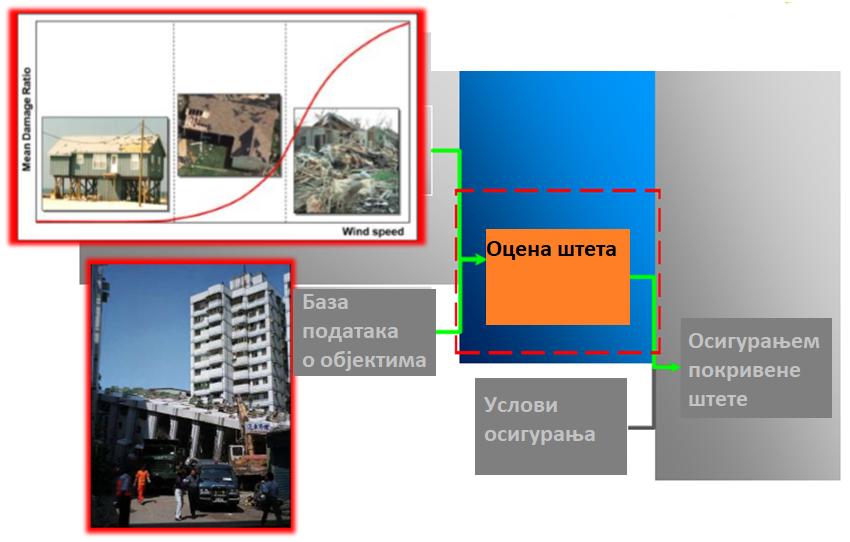 Mean Damage Ratio
Wind speed
Оцена штета
База
података
о објектима
Осигурањем
покривене
штете
Услови
осигурања